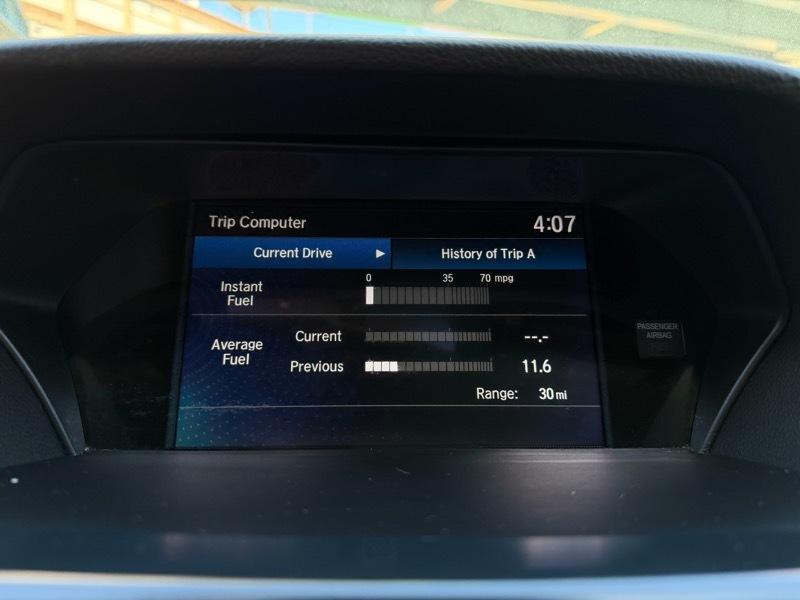 Trip Computer 4:07
Current Drive ▶ History of Trip A
0 35 70 mpg
Instant
Fuel
Current --.-
Average
Fuel
Previous 11.6
Range: 30 mi
PASSENGER
AIRBAG